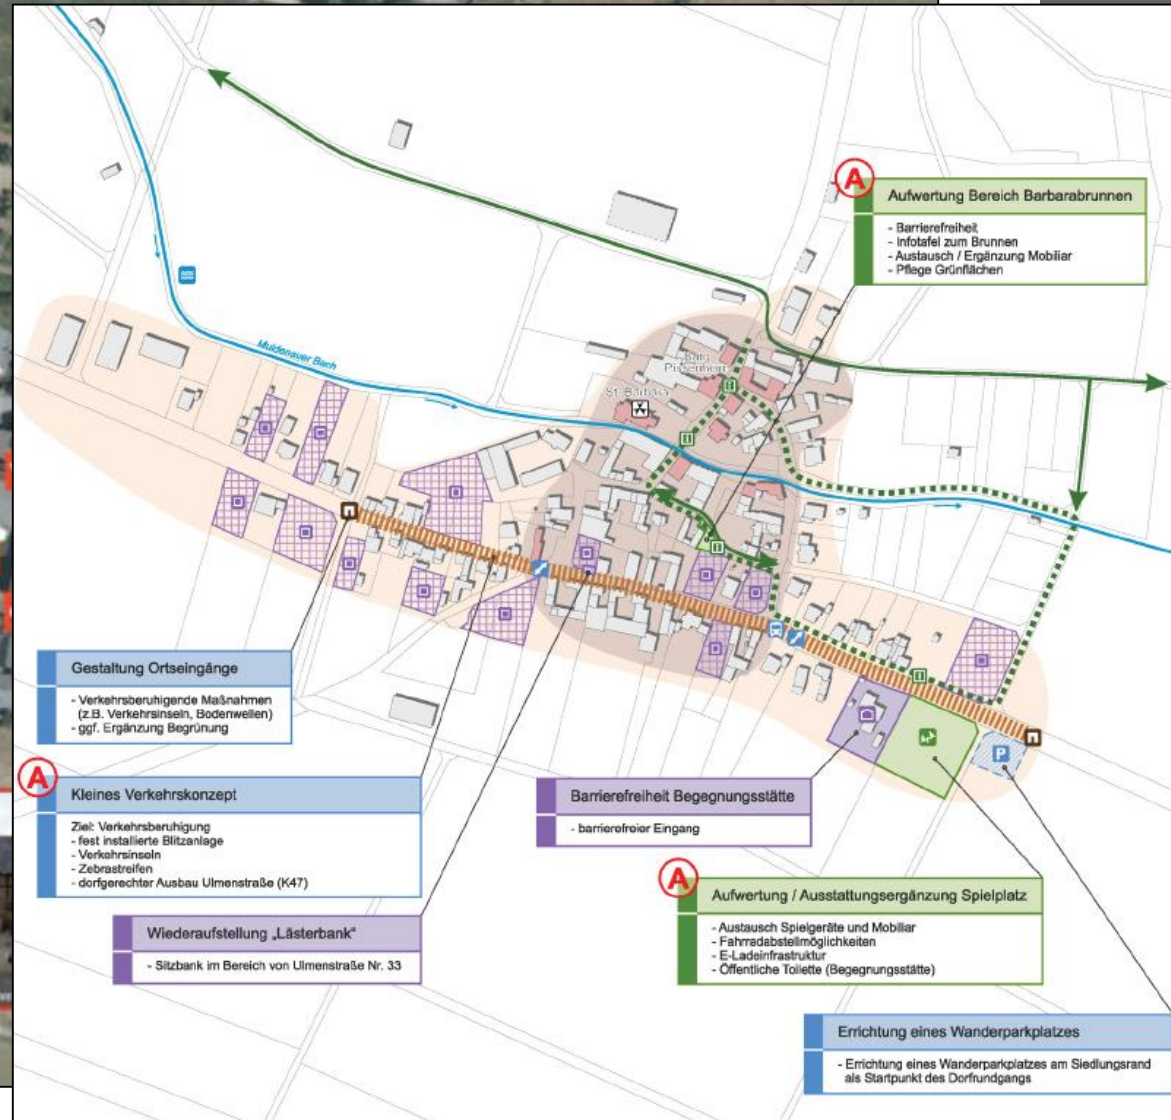 A
Aufwertung Bereich Barbarabrunnen
- Barrierefreiheit
- Infotafel zum Brunnen
- Austausch / Ergänzung Mobiliar
- Pflege Grünflächen
Muldenauer Bach
Burg
Pissenheim
St. Barbara
P
Gestaltung Ortseingänge
- Verkehrsberuhigende Maßnahmen
(z.B. Verkehrsinseln, Bodenwellen)
- ggf. Ergänzung Begrünung
A
Kleines Verkehrskonzept
Ziel: Verkehrsberuhigung
- fest installierte Blitzanlage
- Verkehrsinseln
- Zebrastreifen
- dorfgerechter Ausbau Ulmenstraße (K47)
Barrierefreiheit Begegnungsstätte
- barrierefreier Eingang
Wiederaufstellung „Lästerbank"
- Sitzbank im Bereich von Ulmenstraße Nr. 33
A
Aufwertung / Ausstattungsergänzung Spielplatz
- Austausch Spielgeräte und Mobiliar
- Fahrradabstellmöglichkeiten
- E-Ladeinfrastruktur
- Öffentliche Toilette (Begegnungsstätte)
Errichtung eines Wanderparkplatzes
- Errichtung eines Wanderparkplatzes am Siedlungsrand
als Startpunkt des Dorfrundgangs